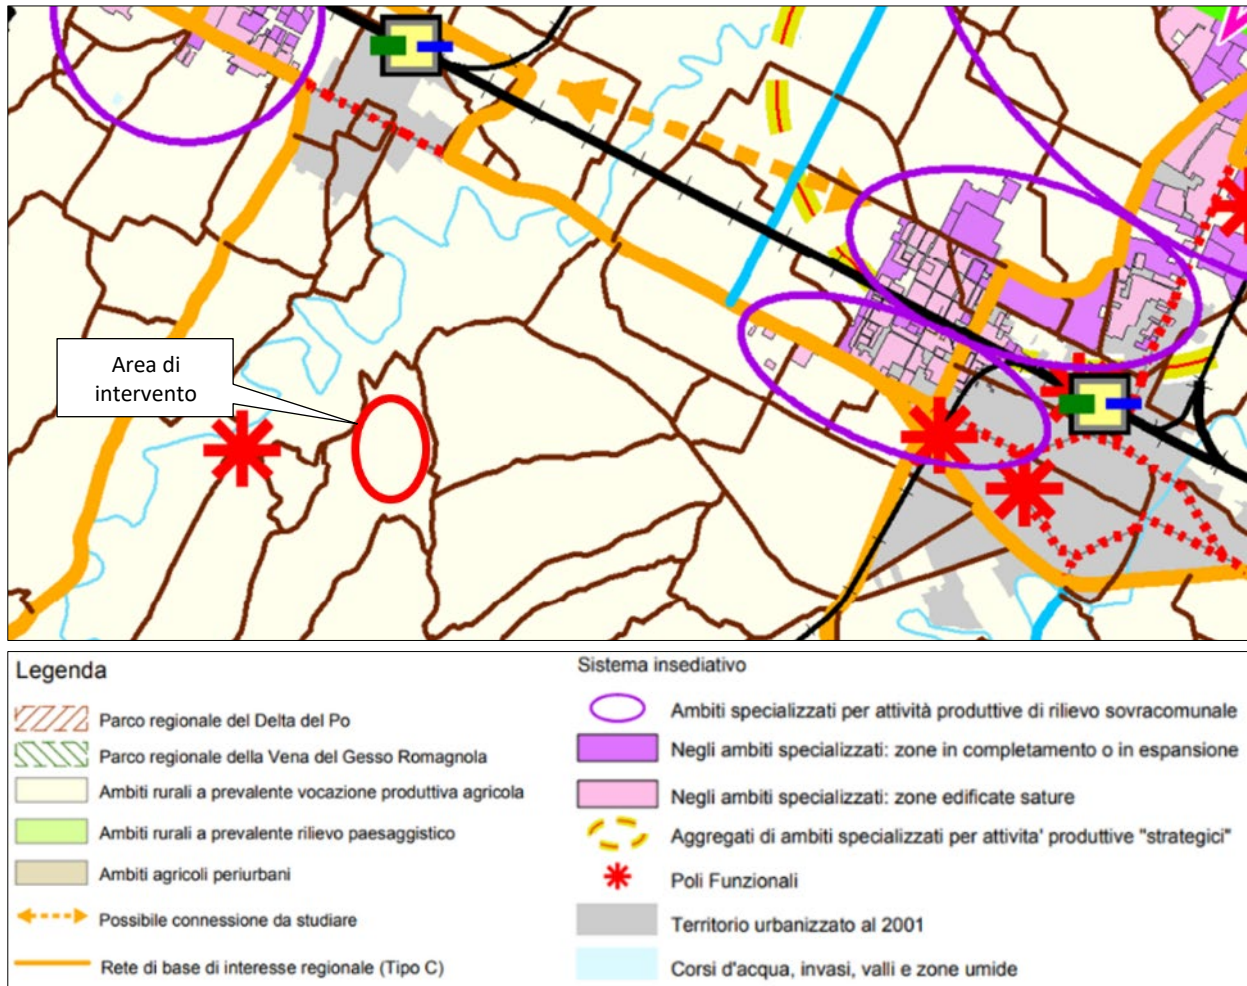 Area di
intervento
Legenda
Parco regionale del Delta del Po
Parco regionale della Vena del Gesso Romagnola
Ambiti rurali a prevalente vocazione produttiva agricola
Ambiti rurali a prevalente rilievo paesaggistico
Ambiti agricoli periurbani
Possibile connessione da studiare
Rete di base di interesse regionale (Tipo C)
Sistema insediativo
Ambiti specializzati per attività produttive di rilievo sovracomunale
Negli ambiti specializzati: zone in completamento o in espansione
Negli ambiti specializzati: zone edificate sature
Aggregati di ambiti specializzati per attivita' produttive "strategici"
Poli Funzionali
Territorio urbanizzato al 2001
Corsi d'acqua, invasi, valli e zone umide